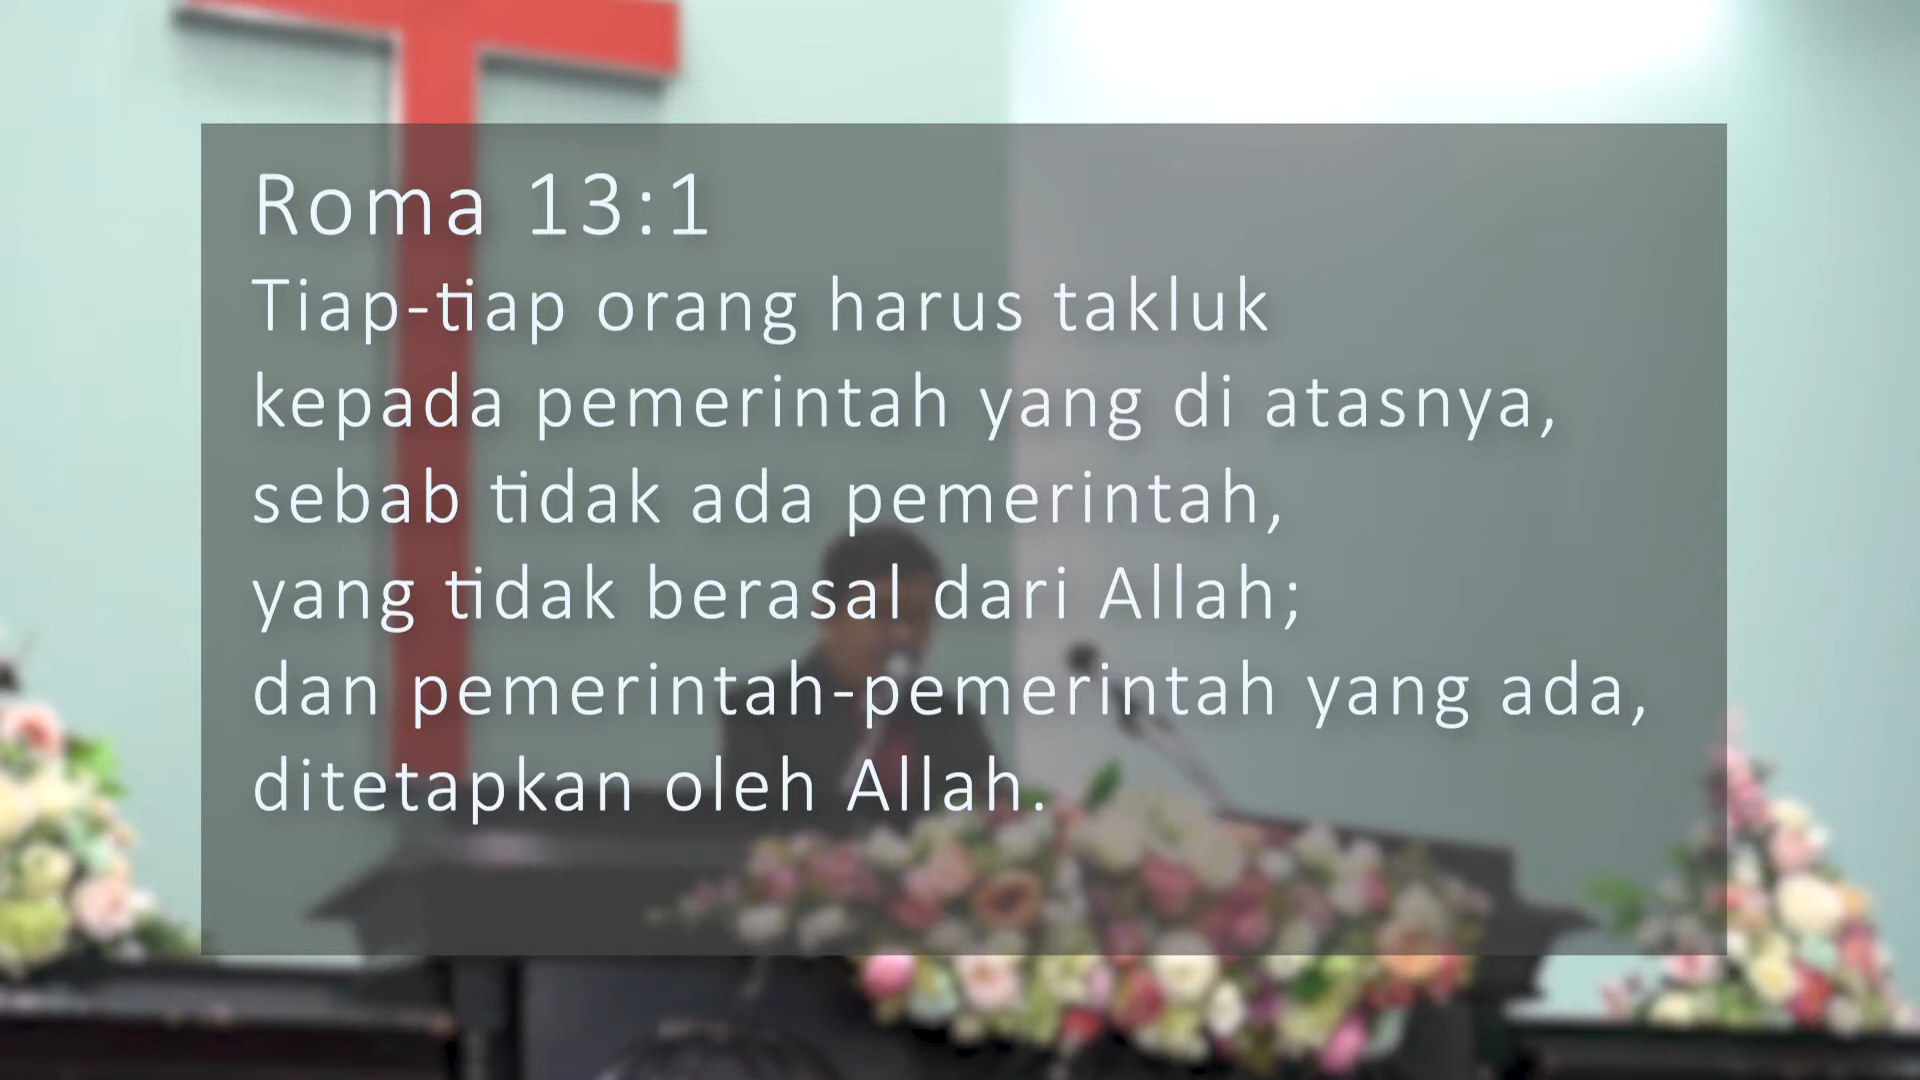 Roma 13:1
Tiap-tiap orang harus takluk
kepada pemerintah yang di atasnya,
sebab tidak ada pemerintah,
yang tidak berasal dari Allah;
dan pemerintah-pemerintah yang ada,
ditetapkan oleh Allah.